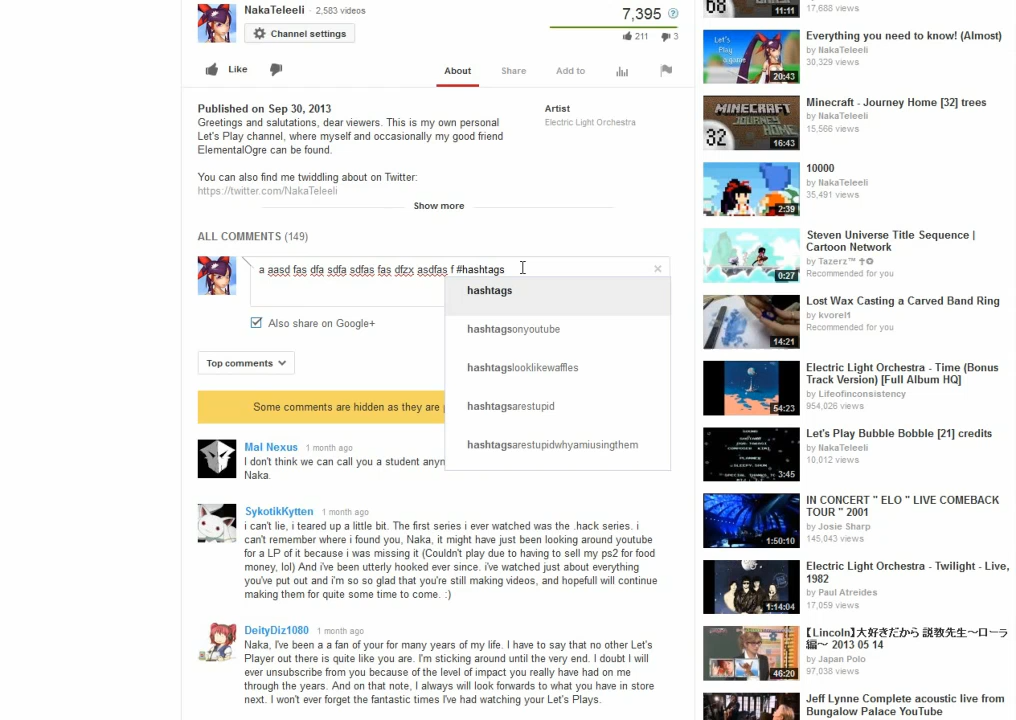 NakaTeleeli · 2,583 videos
Channel settings
7,395
211 3
Like
About Share Add to
Published on Sep 30, 2013
Greetings and salutations, dear viewers. This is my own personal
Let's Play channel, where myself and occasionally my good friend
ElementalOgre can be found.
You can also find me twiddling about on Twitter:
https://twitter.com/NakaTeleeli
Artist
Electric Light Orchestra
Show more
ALL COMMENTS (149)
a aasd fas dfa sdfa sdfas fas dfzx asdfas f #hashtags
hashtags
hashtagsonyoutube
hashtagslooklikewaffles
hashtagsarestupid
hashtagsarestupidwhyamiusingthem
Also share on Google+
Top comments
Some comments are hidden as they are
Mal Nexus 1 month ago
I don't think we can call you a student anym
Naka.
SykotikKytten 1 month ago
i can't lie, i teared up a little bit. The first series i ever watched was the .hack series. i
can't remember where i found you, Naka, it might have just been looking around youtube
for a LP of it because i was missing it (Couldn't play due to having to sell my ps2 for food
money, lol) And i've been utterly hooked ever since. i've watched just about everything
you've put out and i'm so so glad that you're still making videos, and hopefull will continue
making them for quite some time to come. :)
DeityDiz1080 1 month ago
Naka, I've been a a fan of your for many years of my life. I have to say that no other Let's
Player out there is quite like you are. I'm sticking around until the very end. I doubt I will
ever unsubscribe from you because of the level of impact you really have had on me
through the years. And on that note, I always will look forwards to what you have in store
next. I won't ever forget the fantastic times I've had watching your Let's Plays.
68
11:11
17,688 views
Let's
Play
20:43
Everything you need to know! (Almost)
by NakaTeleeli
30,329 views
MINECRAFT
JOURNEY HOME
32
16:43
Minecraft - Journey Home [32] trees
by NakaTeleeli
15,566 views
2:39
10000
by NakaTeleeli
35,491 views
0:27
Steven Universe Title Sequence |
Cartoon Network
by Tazerz™ ✝✪
Recommended for you
14:21
Lost Wax Casting a Carved Band Ring
by kvorel1
Recommended for you
54:23
Electric Light Orchestra - Time (Bonus
Track Version) [Full Album HQ]
by Lifeofinconsistency
954,026 views
3:45
Let's Play Bubble Bobble [21] credits
by NakaTeleeli
10,012 views
1:50:10
IN CONCERT " ELO " LIVE COMEBACK
TOUR " 2001
by Josie Sharp
145,043 views
1:14:04
Electric Light Orchestra - Twilight - Live,
1982
by Paul Atreides
17,059 views
46:20
【Lincoln】大好きだから 説教先生～ローラ
編～ 2013 05 14
by Japan Polo
97,038 views
Jeff Lynne Complete acoustic live from
Bungalow Palace YouTube